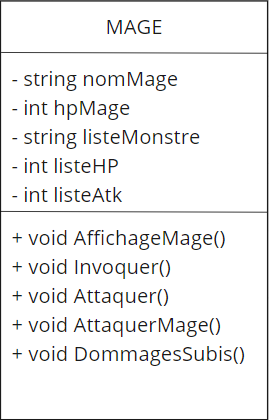 MAGE
- string nomMage
- int hpMage
- string listeMonstre
- int listeHP
- int listeAtk
+ void AffichageMage()
+ void Invoquer()
+ void Attaquer()
+ void AttaquerMage()
+ void DommagesSubis()